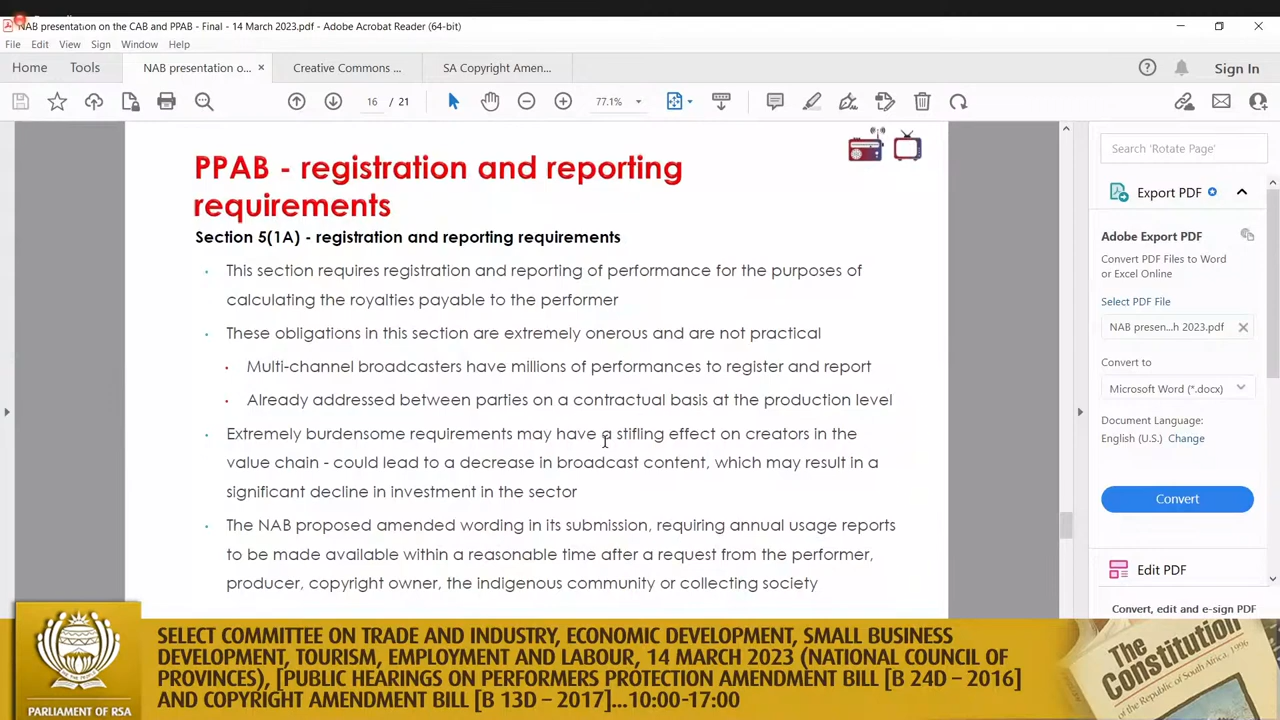 NAB presentation on the CAB and PPAB - Final - 14 March 2023.pdf - Adobe Acrobat Reader (64-bit)
File Edit View Sign Window Help
Home Tools NAB presentation o... × Creative Commons ... SA Copyright Amen... Sign In
16 / 21 77.1%
PPAB - registration and reporting
requirements
Section 5(1A) - registration and reporting requirements
This section requires registration and reporting of performance for the purposes of
calculating the royalties payable to the performer
These obligations in this section are extremely onerous and are not practical
Multi-channel broadcasters have millions of performances to register and report
Already addressed between parties on a contractual basis at the production level
Extremely burdensome requirements may have a stifling effect on creators in the
value chain - could lead to a decrease in broadcast content, which may result in a
significant decline in investment in the sector
The NAB proposed amended wording in its submission, requiring annual usage reports
to be made available within a reasonable time after a request from the performer,
producer, copyright owner, the indigenous community or collecting society
Search 'Rotate Page'
Export PDF
Adobe Export PDF
Convert PDF Files to Word
or Excel Online
Select PDF File
NAB presen...h 2023.pdf
Convert to
Microsoft Word (*.docx)
Document Language:
English (U.S.) Change
Convert
Edit PDF
Convert, edit and e-sign PDF
SELECT COMMITTEE ON TRADE AND INDUSTRY, ECONOMIC DEVELOPMENT, SMALL BUSINESS
DEVELOPMENT, TOURISM, EMPLOYMENT AND LABOUR, 14 MARCH 2023 (NATIONAL COUNCIL OF
PROVINCES), [PUBLIC HEARINGS ON PERFORMERS PROTECTION AMENDMENT BILL [B 24D – 2016]
AND COPYRIGHT AMENDMENT BILL [B 13D – 2017]...10:00-17:00
PARLIAMENT OF RSA
The
Constitution
of the Republic of South Africa, 1996